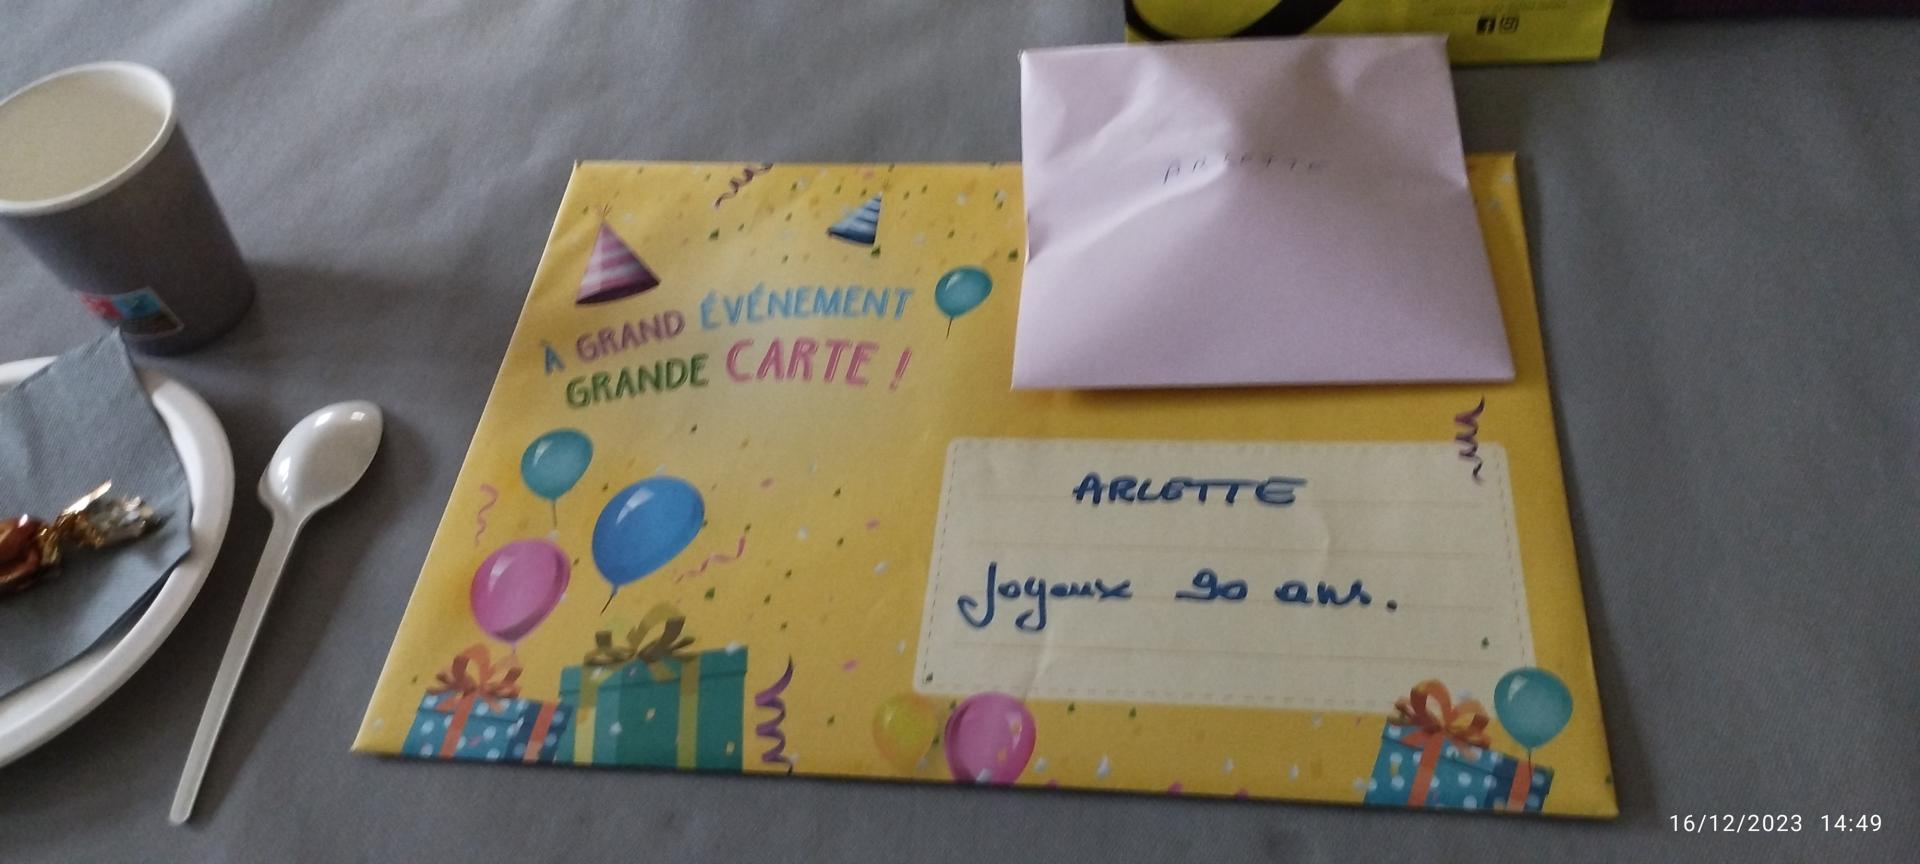 ARLETTE
À GRAND ÉVÉNEMENT
GRANDE CARTE !
ARLETTE
Joyeux 90 ans.
16/12/2023 14:49